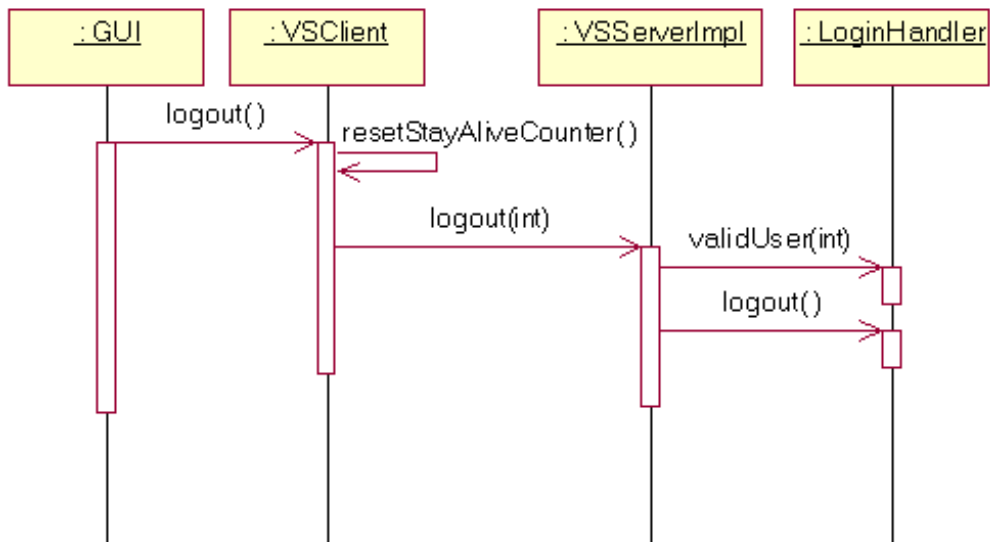 : GUI
: VSClient
: VSServerImpl
: LoginHandler
logout()
resetStayAliveCounter()
logout(int)
validUser(int)
logout()